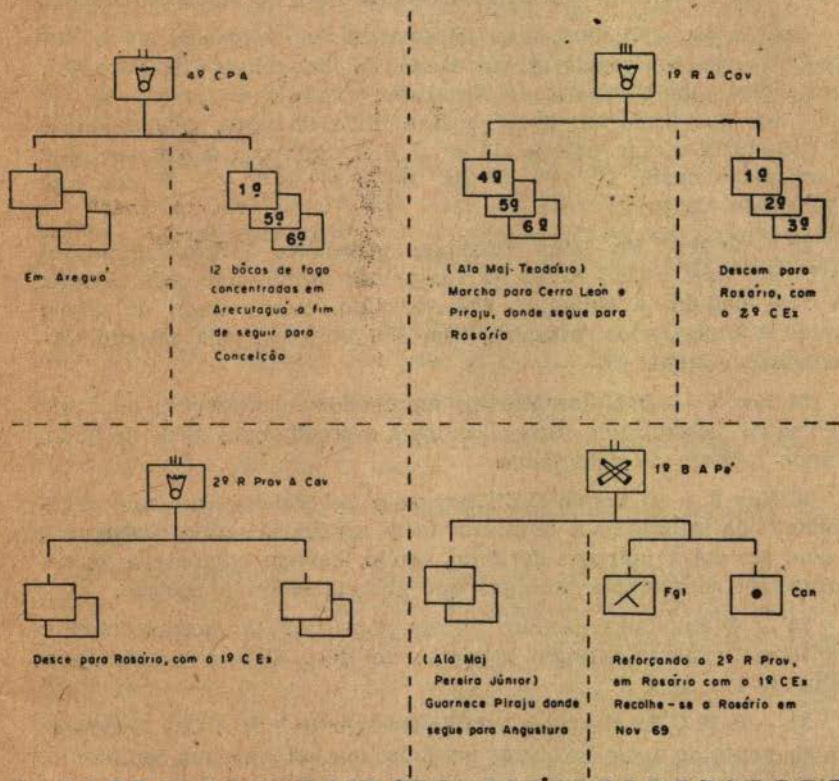 4º CPA
Em Areguá
1º
5º
6º
12 bôcas de fogo
concentradas em
Arecutaguá a fim
de seguir para
Conceição
1º R A Cav
4º
5º
6º
(Ala Maj- Teodósio)
Marcha para Cerro León e
Piraju, donde segue para
Rosário
1º
2º
3º
Descem para
Rosário, com
o 2º C Ex
2º R Prov A Cav
Desce para Rosário, com o 1º C Ex
1º B A Pé
(Ala Maj
Pereira Júnior)
Guarnece Piraju donde
segue para Angustura
Fgt
Can
Reforçando o 2º R Prov,
em Rosário com o 1º C Ex
Recolhe-se a Rosário em
Nov 69